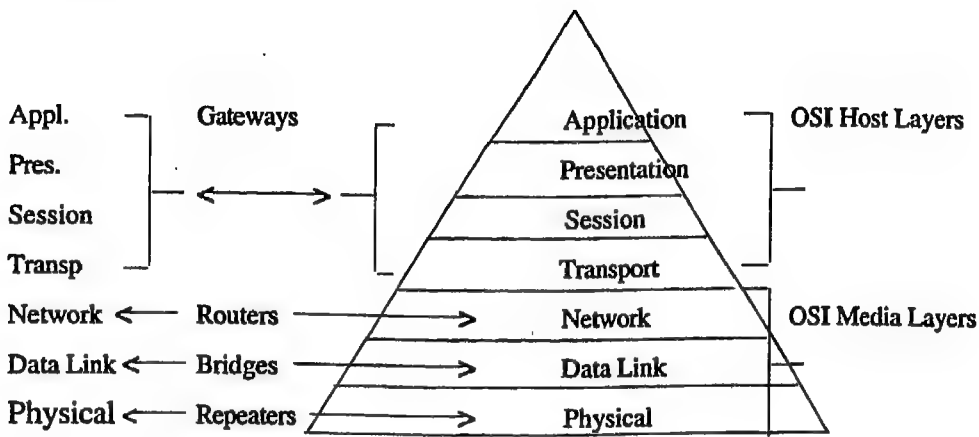 Appl. Gateways Application OSI Host Layers
Pres. Presentation
Session Session
Transp Transport
Network Routers Network OSI Media Layers
Data Link Bridges Data Link
Physical Repeaters Physical